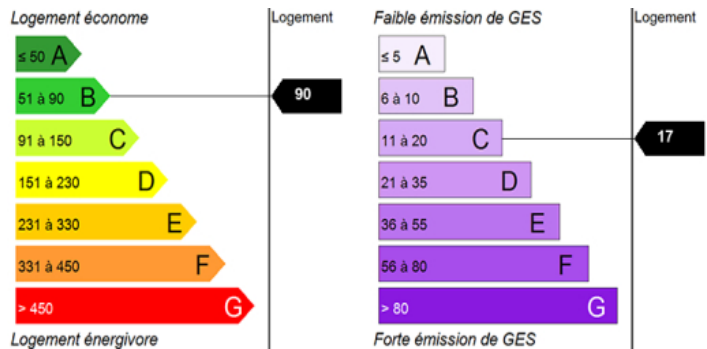 Logement économe
Logement
≤ 50 A
51 à 90 B
90
91 à 150 C
151 à 230 D
231 à 330 E
331 à 450 F
> 450 G
Logement énergivore
Faible émission de GES
Logement
≤ 5 A
6 à 10 B
11 à 20 C
17
21 à 35 D
36 à 55 E
56 à 80 F
> 80 G
Forte émission de GES